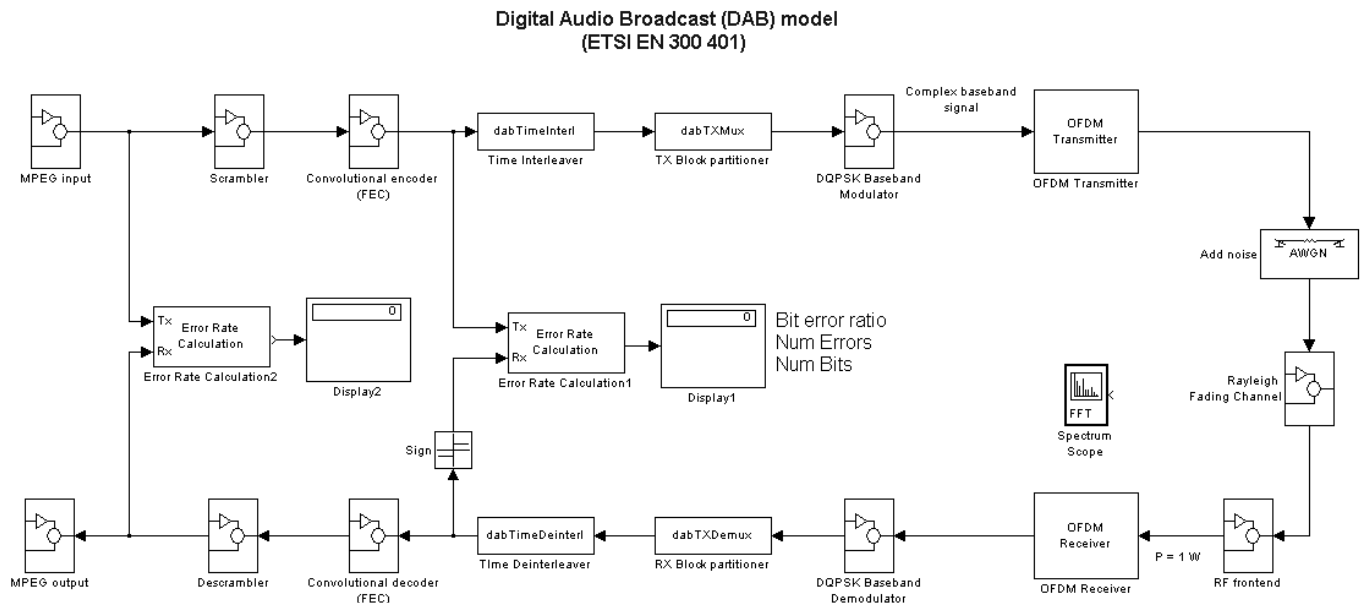 Digital Audio Broadcast (DAB) model
(ETSI EN 300 401)
MPEG input
Scrambler
Convolutional encoder
(FEC)
dabTimeInterl
Time Interleaver
dabTXMux
TX Block partitioner
DQPSK Baseband
Modulator
Complex baseband
signal
OFDM
Transmitter
OFDM Transmitter
Add noise
AWGN
Tx
Rx
Error Rate
Calculation
Error Rate Calculation2
0
Display2
Tx
Rx
Error Rate
Calculation
Error Rate Calculation1
0
Display1
Bit error ratio
Num Errors
Num Bits
FFT
Spectrum
Scope
Rayleigh
Fading Channel
Sign
MPEG output
Descrambler
Convolutional decoder
(FEC)
dabTimeDeinterl
TIme Deinterleaver
dabTXDemux
RX Block partitioner
DQPSK Baseband
Demodulator
OFDM
Receiver
OFDM Receiver
P = 1 W
RF frontend